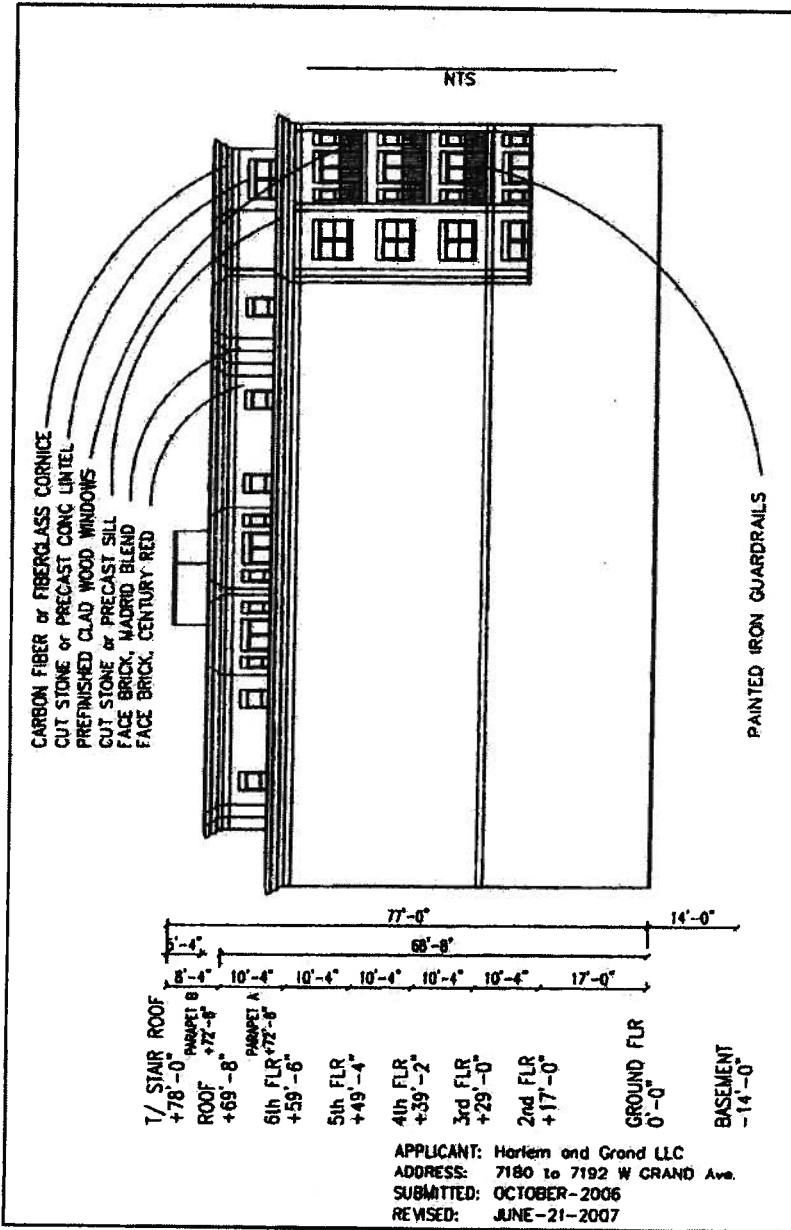 NTS
CARBON FIBER or FIBERGLASS CORNICE
CUT STONE or PRECAST CONC LINTEL
PREFINISHED CLAD WOOD WINDOWS
CUT STONE or PRECAST SILL
FACE BRICK, MADRID BLEND
FACE BRICK, CENTURY RED
PAINTED IRON GUARDRAILS
77'-0"
14'-0"
5'-4"
68'-8"
8'-4"
10'-4"
10'-4"
10'-4"
10'-4"
10'-4"
17'-0"
T/ STAIR ROOF
+78'-0"
PARAPET B
+72'-8"
ROOF
+69'-8"
PARAPET A
+72'-8"
6th FLR
+59'-6"
5th FLR
+49'-4"
4th FLR
+39'-2"
3rd FLR
+29'-0"
2nd FLR
+17'-0"
GROUND FLR
0'-0"
BASEMENT
-14'-0"
APPLICANT: Harlem and Grand LLC
ADDRESS: 7180 to 7192 W GRAND Ave.
SUBMITTED: OCTOBER-2006
REVISED: JUNE-21-2007